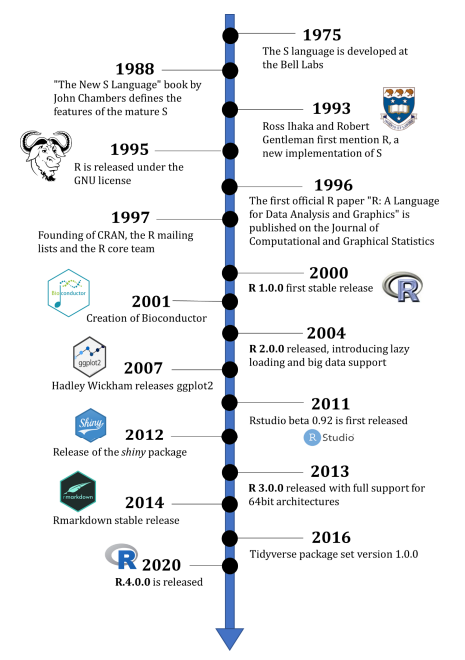 1975
The S language is developed at
the Bell Labs
1988
"The New S Language" book by
John Chambers defines the
features of the mature S
1993
Ross Ihaka and Robert
Gentleman first mention R, a
new implementation of S
1995
R is released under the
GNU license
1996
The first official R paper "R: A Language
for Data Analysis and Graphics" is
published on the Journal of
Computational and Graphical Statistics
1997
Founding of CRAN, the R mailing
lists and the R core team
2000
R 1.0.0 first stable release
R
Bioconductor
2001
Creation of Bioconductor
2004
R 2.0.0 released, introducing lazy
loading and big data support
ggplot2
2007
Hadley Wickham releases ggplot2
2011
Rstudio beta 0.92 is first released
R Studio
Shiny
2012
Release of the shiny package
2013
R 3.0.0 released with full support for
64bit architectures
rmarkdown
2014
Rmarkdown stable release
2016
Tidyverse package set version 1.0.0
R
2020
R.4.0.0 is released